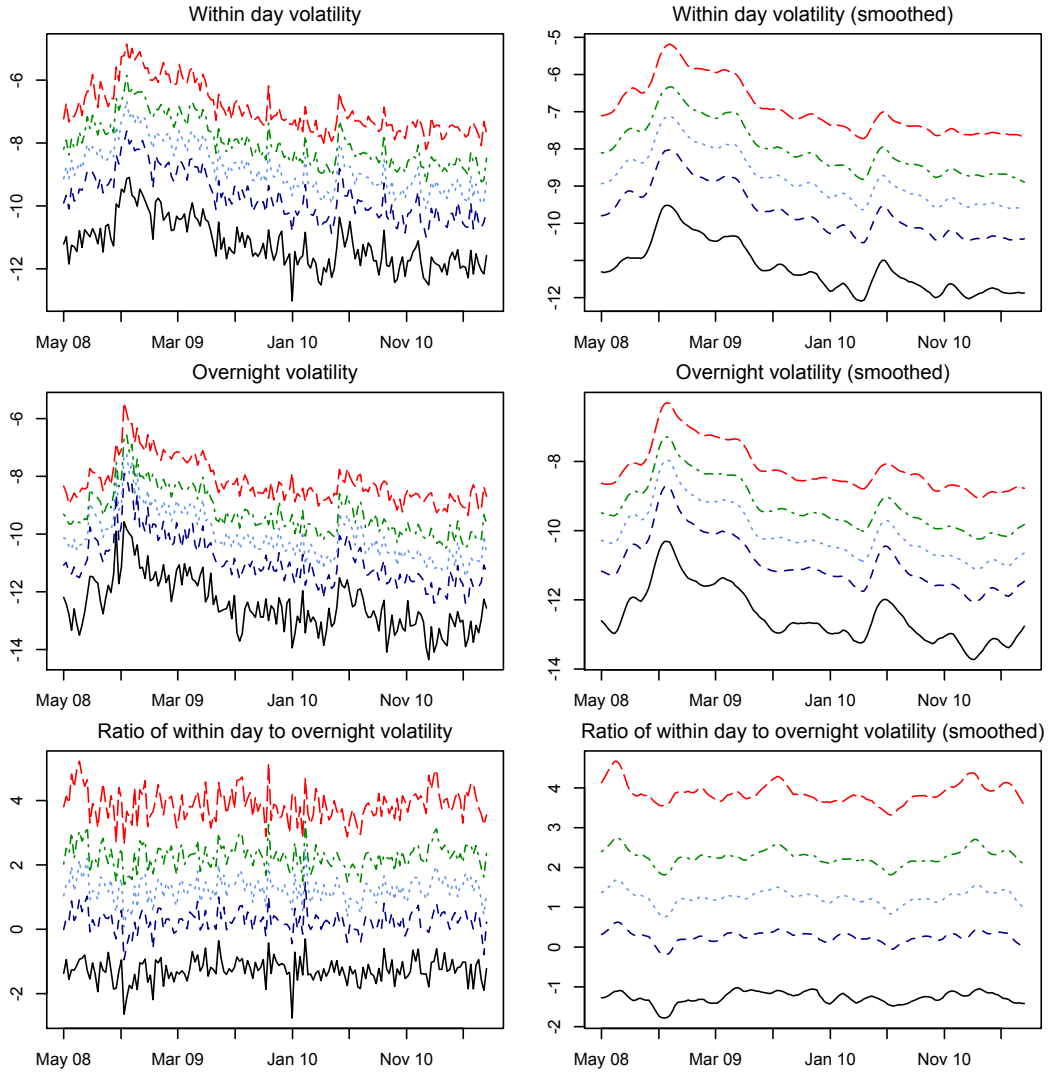 Within day volatility
-6
-8
-10
-12
May 08 Mar 09 Jan 10 Nov 10
Within day volatility (smoothed)
-5
-6
-7
-8
-9
-10
-12
May 08 Mar 09 Jan 10 Nov 10
Overnight volatility
-6
-8
-10
-12
-14
May 08 Mar 09 Jan 10 Nov 10
Overnight volatility (smoothed)
-8
-10
-12
-14
May 08 Mar 09 Jan 10 Nov 10
Ratio of within day to overnight volatility
4
2
0
-2
May 08 Mar 09 Jan 10 Nov 10
Ratio of within day to overnight volatility (smoothed)
4
3
2
1
0
-1
-2
May 08 Mar 09 Jan 10 Nov 10